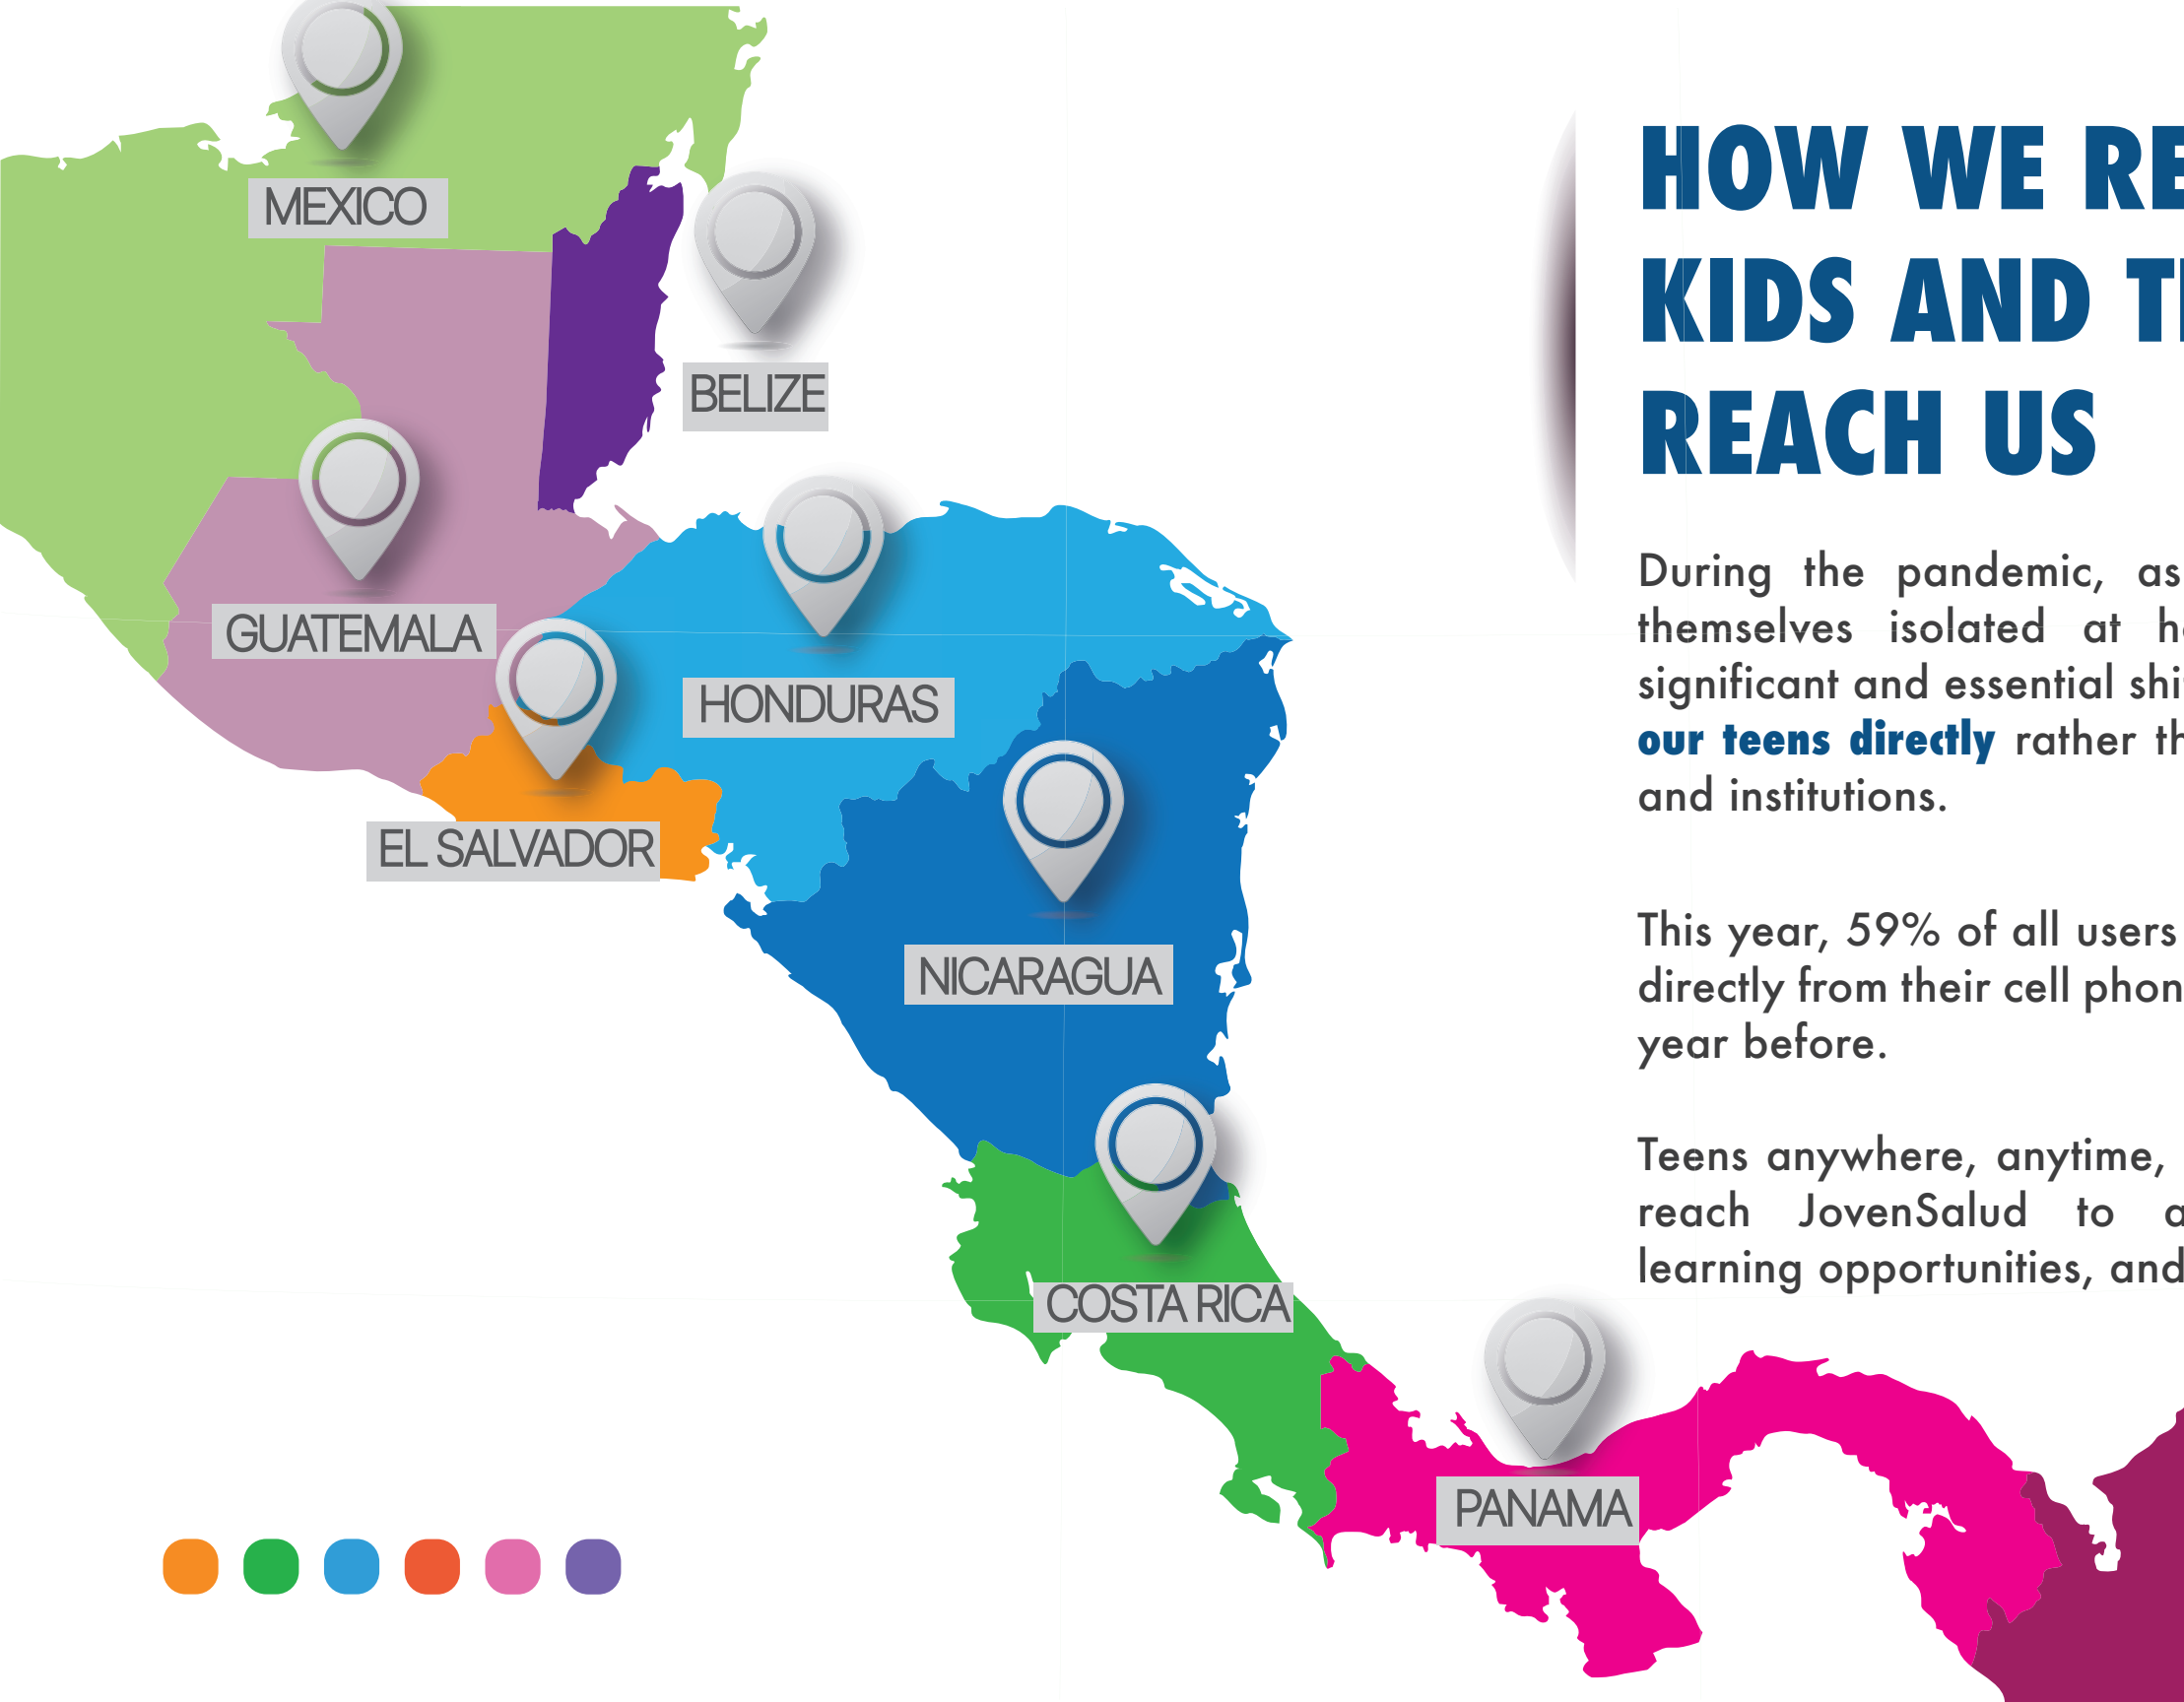 MEXICO
BELIZE
GUATEMALA
HONDURAS
EL SALVADOR
NICARAGUA
COSTA RICA
PANAMA
HOW WE RE
KIDS AND
REACH US
During the pandemic, as
themselves isolated at
significant and essential
our teens directly rather
and institutions.
This year, 59% of all users
directly from their cell phon
year before.
Teens anywhere, anytime,
reach JovenSalud to
learning opportunities, and